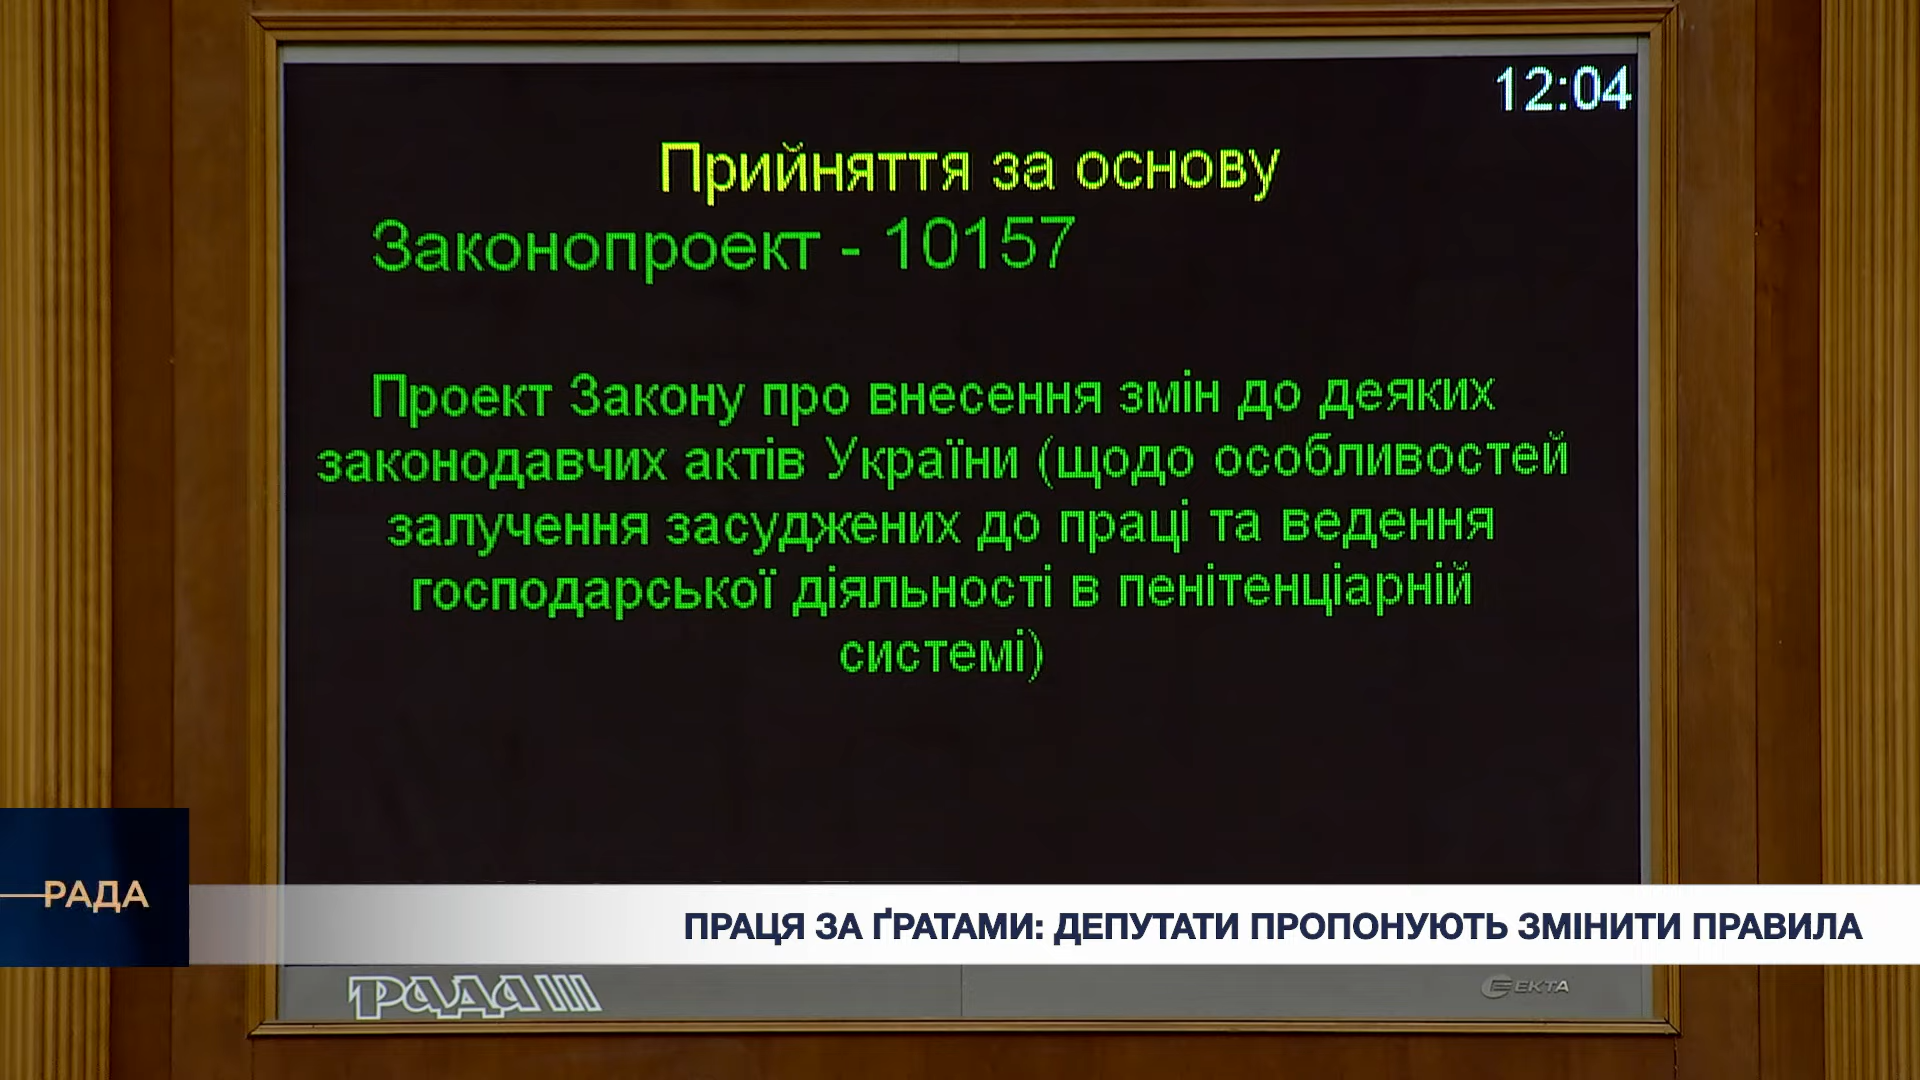 12:04
Прийняття за основу
Законопроект - 10157
Проект Закону про внесення змін до деяких
законодавчих актів України (щодо особливостей
залучення засуджених до праці та ведення
господарської діяльності в пенітенціарній
системі)
РАДА
ПРАЦЯ ЗА ҐРАТАМИ: ДЕПУТАТИ ПРОПОНУЮТЬ ЗМІНИТИ ПРАВИЛА
РАДА III
EKTA